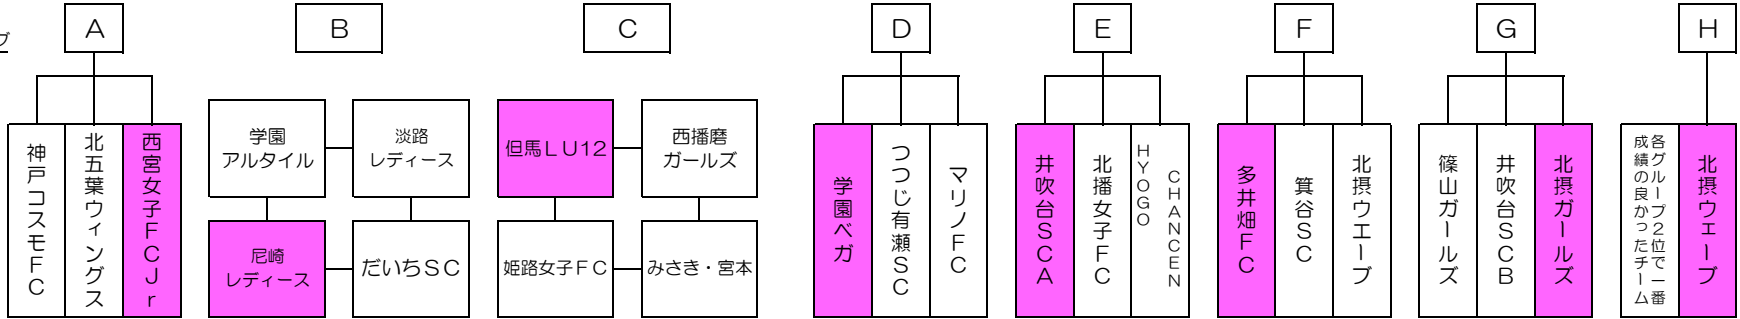 ブ
A
B
C
D
E
F
G
H
神戸コスモFC
北五葉ウィングス
西宮女子FCJr
学園
アルタイル
淡路
レディース
尼崎
レディース
だいちSC
但馬LU12
西播磨
ガールズ
姫路女子FC
みさき・宮本
学園ベガ
つつじ有瀬SC
マリノFC
井吹台SCA
北播女子FC
HYOGO
CHANCEN
多井畑FC
箕谷SC
北摂ウエーブ
篠山ガールズ
井吹台SCB
北摂ガールズ
各グループ2位で一番
成績の良かったチーム
北摂ウェーブ